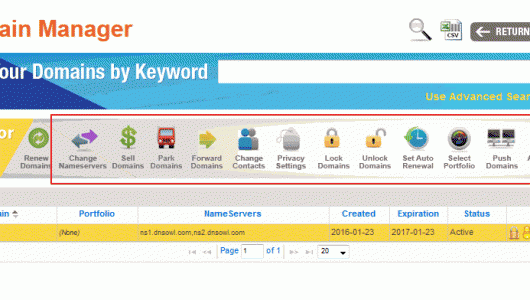 ain Manager
CSV
RETURN
our Domains by Keyword
Use Advanced Sear
or
Renew Domains
Change Nameservers
Sell Domains
Park Domains
Forward Domains
Change Contacts
Privacy Settings
Lock Domains
Unlock Domains
Set Auto Renewal
Select Portfolio
Push Domains
A
ain Portfolio NameServers Created Expiration Status
(None) ns1.dnsowl.com,ns2.dnsowl.com 2016-01-23 2017-01-23 Active
Page 1 of 1 20